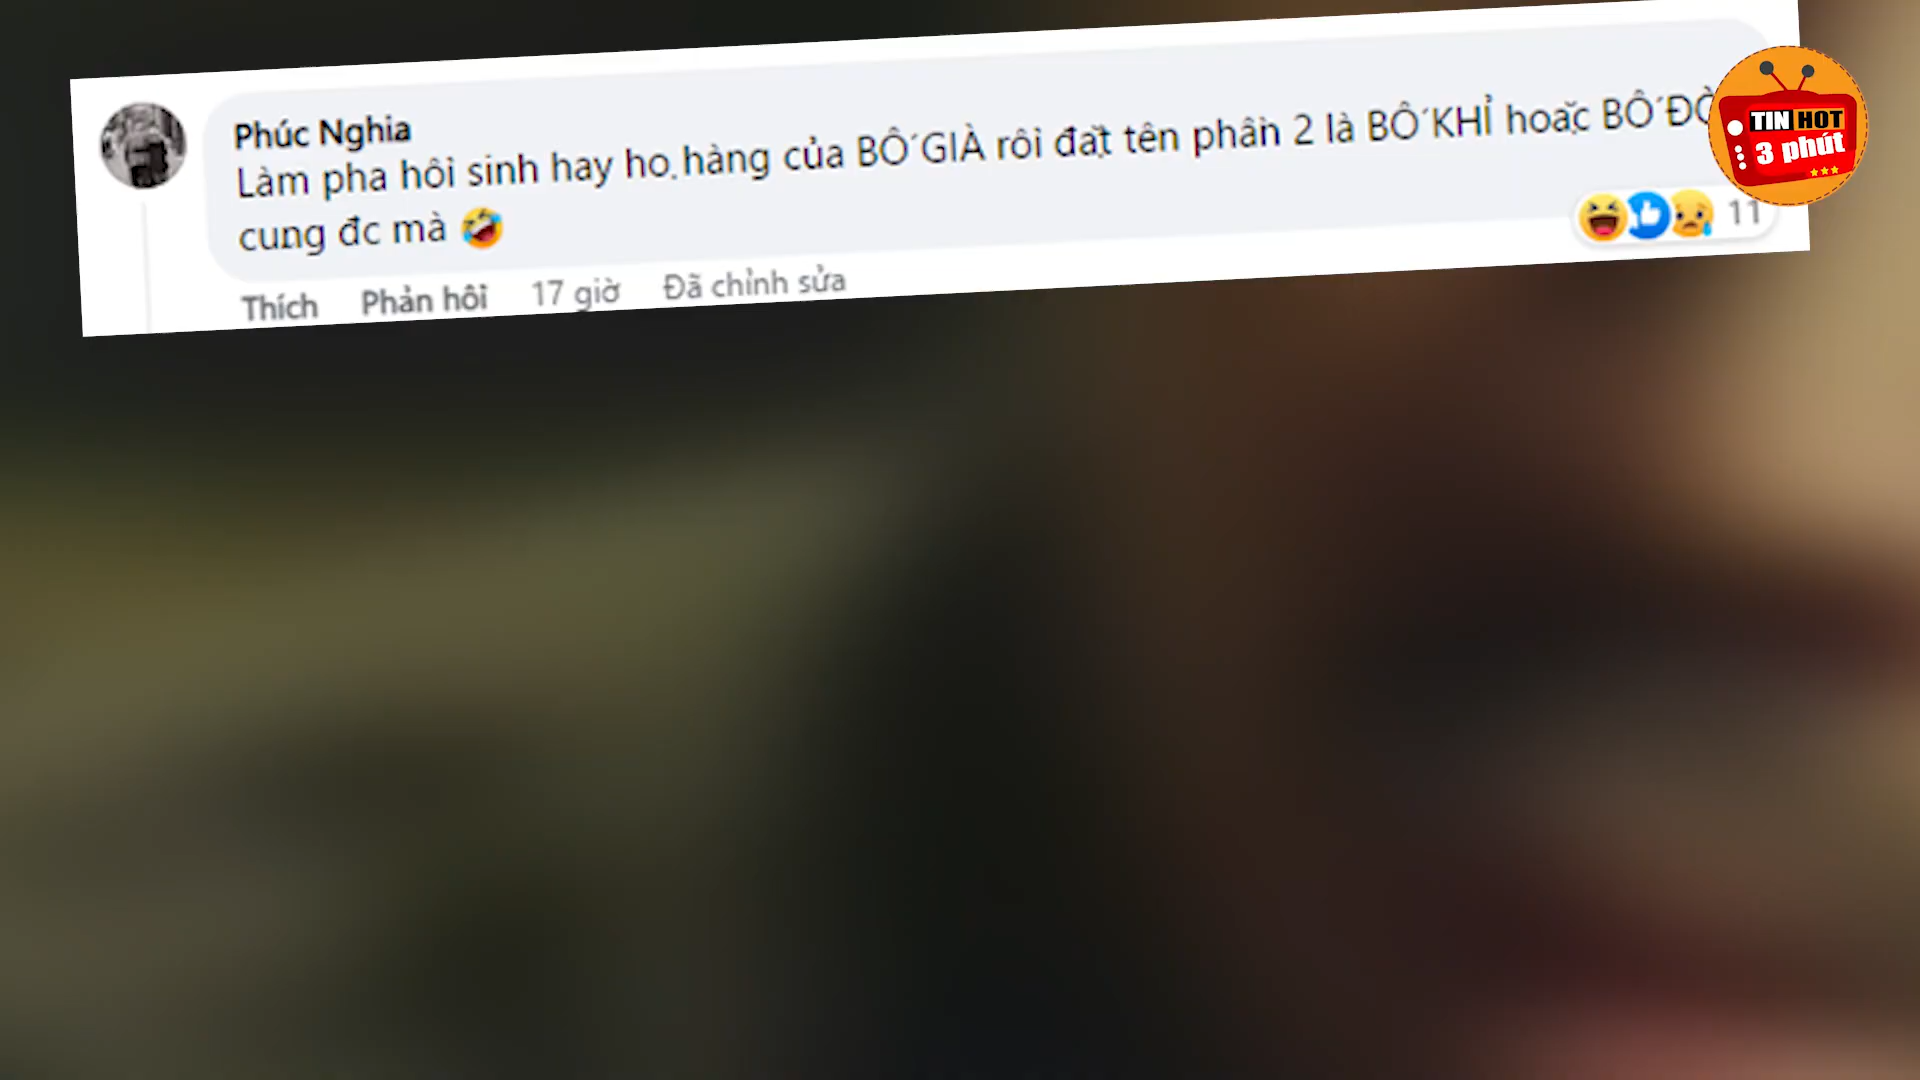 Phúc Nghia
Làm pha hồi sinh hay họ hàng của BỐ GIÀ rồi đặt tên phần 2 là BỐ KHỈ hoặc BỐ
cung đc mà 🤣
11
Thích Phản hồi 17 giờ Đã chỉnh sửa
TIN HOT
3 phút